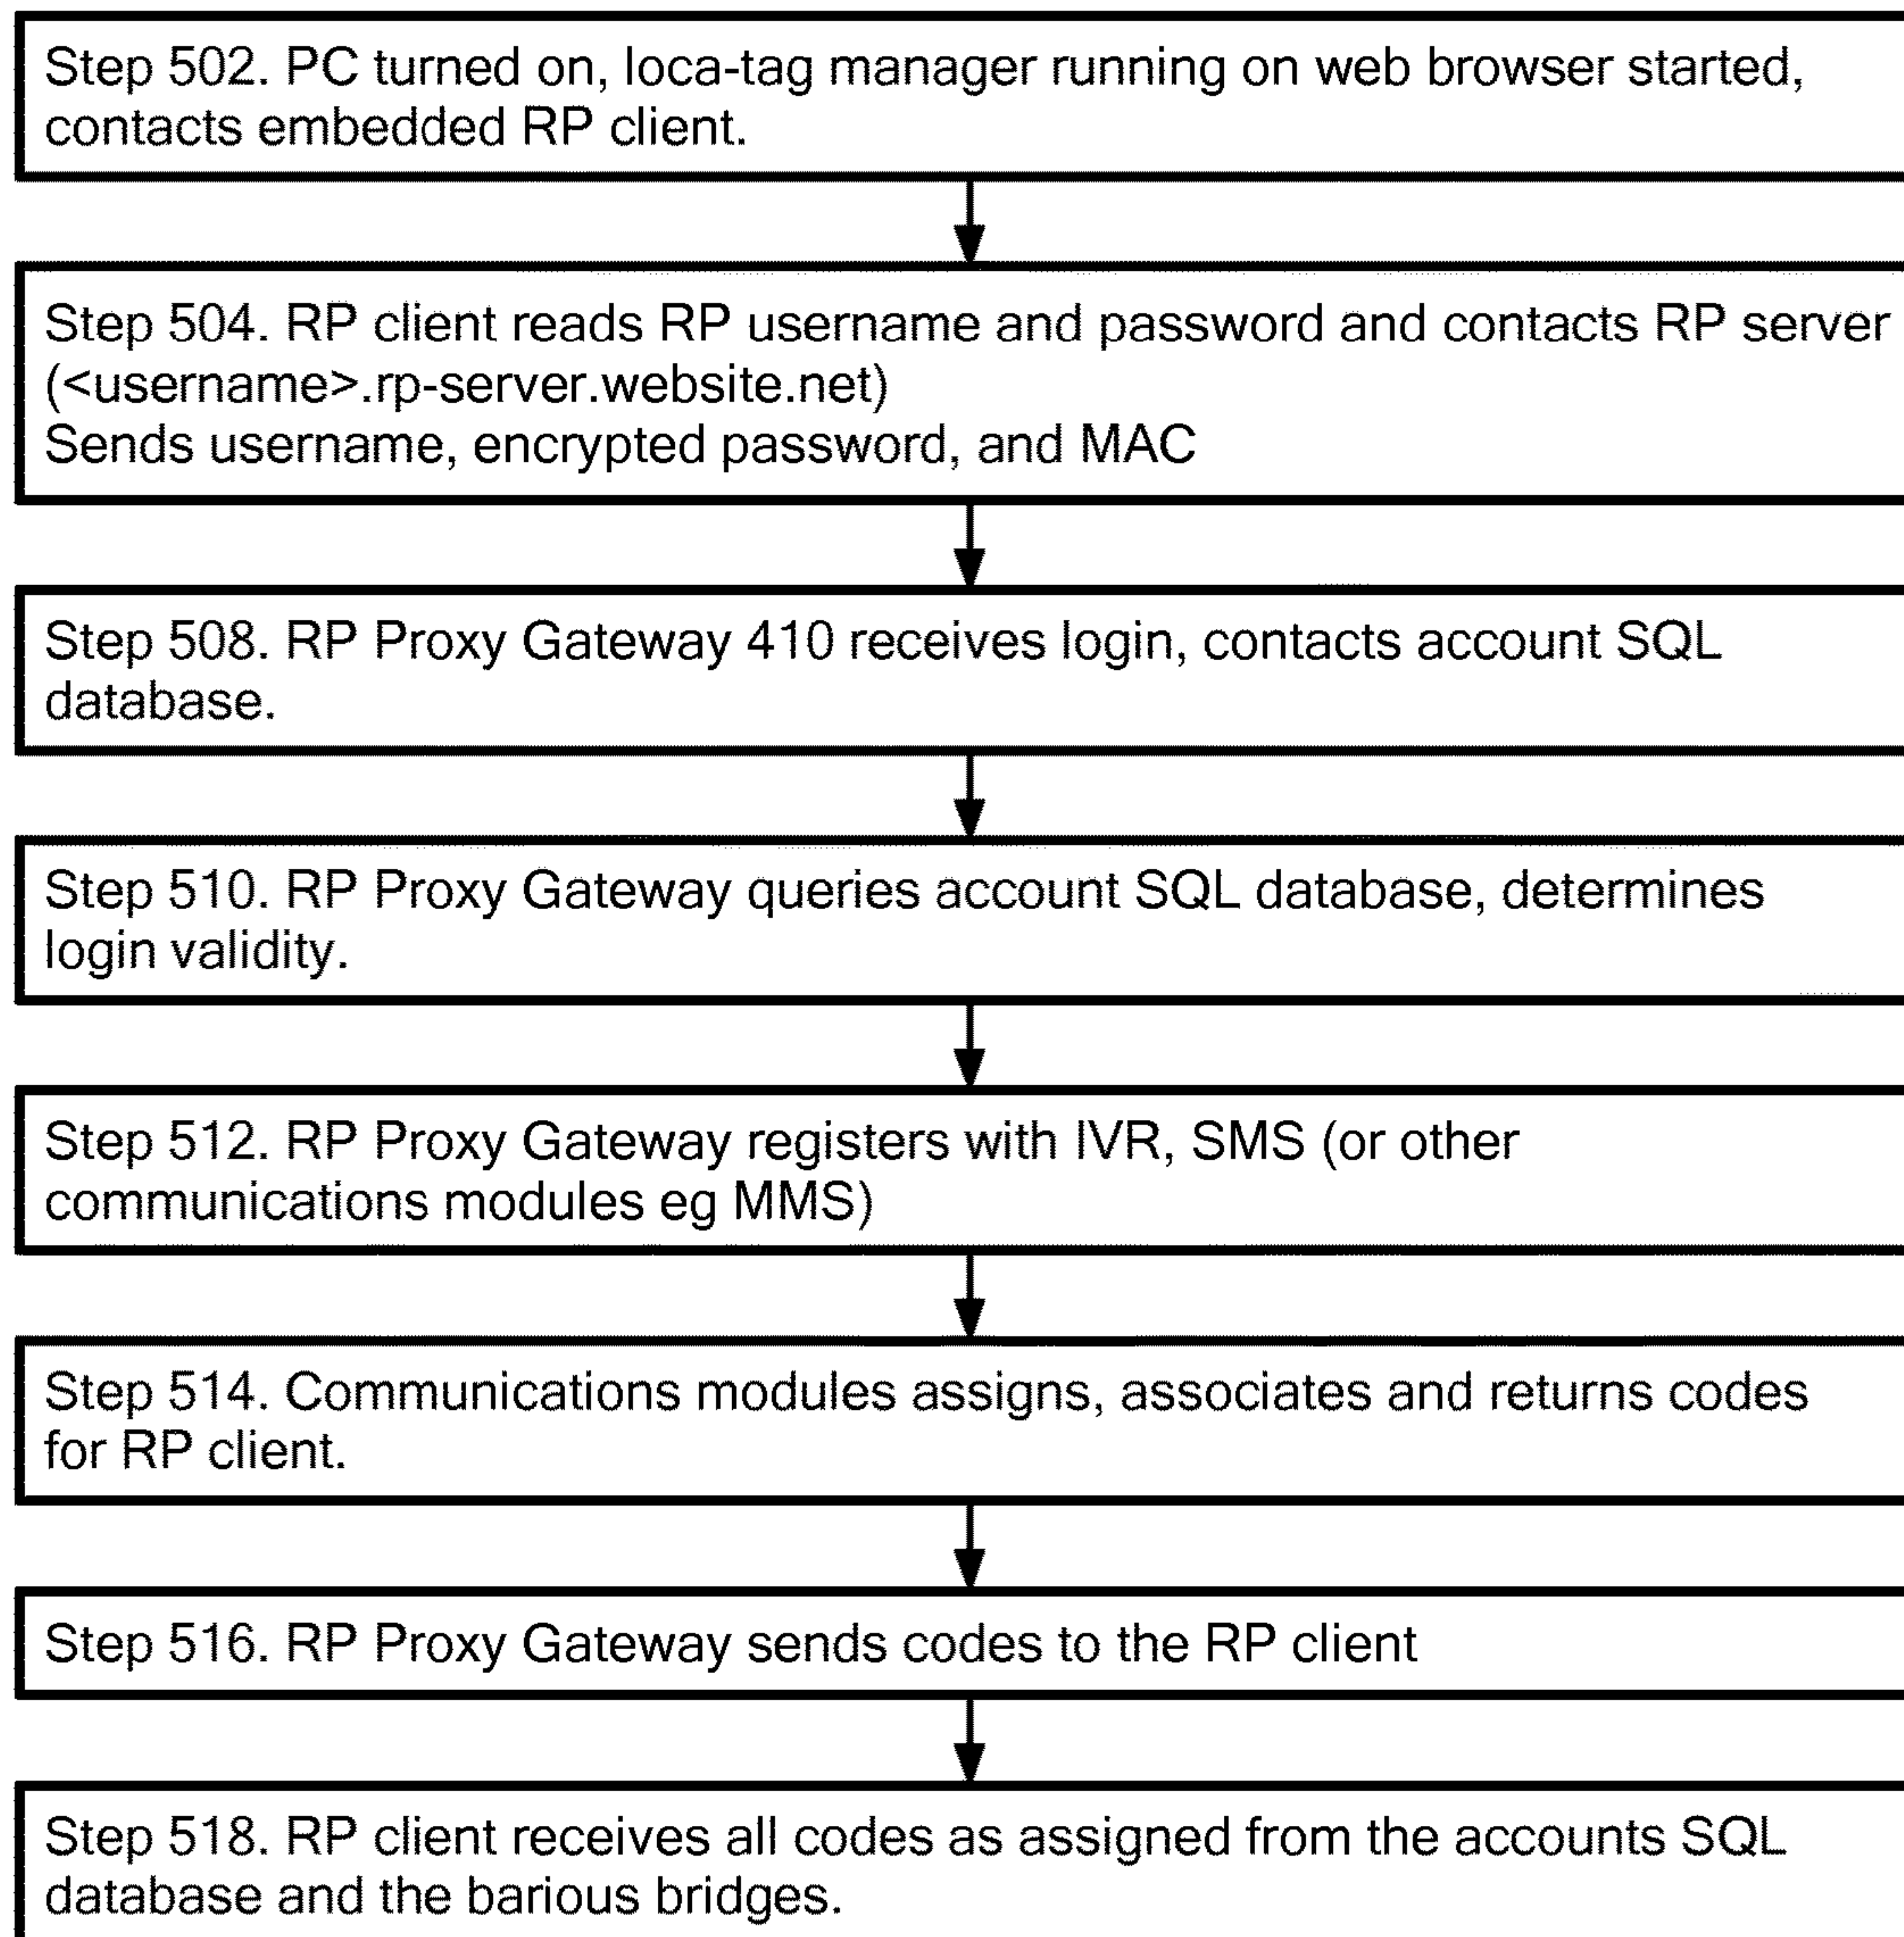 Step 502. PC turned on, loca-tag manager running on web browser started,
contacts embedded RP client.
Step 504. RP client reads RP username and password and contacts RP server
(<username>.rp-server.website.net)
Sends username, encrypted password, and MAC
Step 508. RP Proxy Gateway 410 receives login, contacts account SQL
database.
Step 510. RP Proxy Gateway queries account SQL database, determines
login validity.
Step 512. RP Proxy Gateway registers with IVR, SMS (or other
communications modules eg MMS)
Step 514. Communications modules assigns, associates and returns codes
for RP client.
Step 516. RP Proxy Gateway sends codes to the RP client
Step 518. RP client receives all codes as assigned from the accounts SQL
database and the barious bridges.